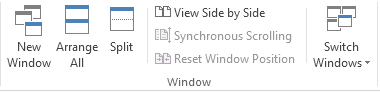 New
Window
Arrange
All
Split
View Side by Side
Synchronous Scrolling
Reset Window Position
Switch
Windows
Window